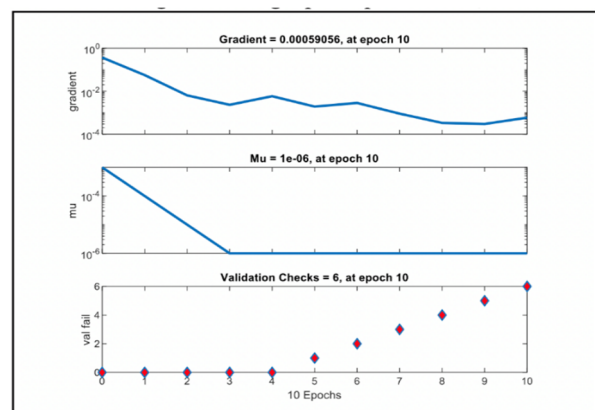 Gradient = 0.00059056, at epoch 10
10⁰
10⁻²
10⁻⁴
gradient
Mu = 1e-06, at epoch 10
10⁻⁴
10⁻⁶
mu
Validation Checks = 6, at epoch 10
6
4
2
0
val fail
0 1 2 3 4 5 6 7 8 9 10
10 Epochs